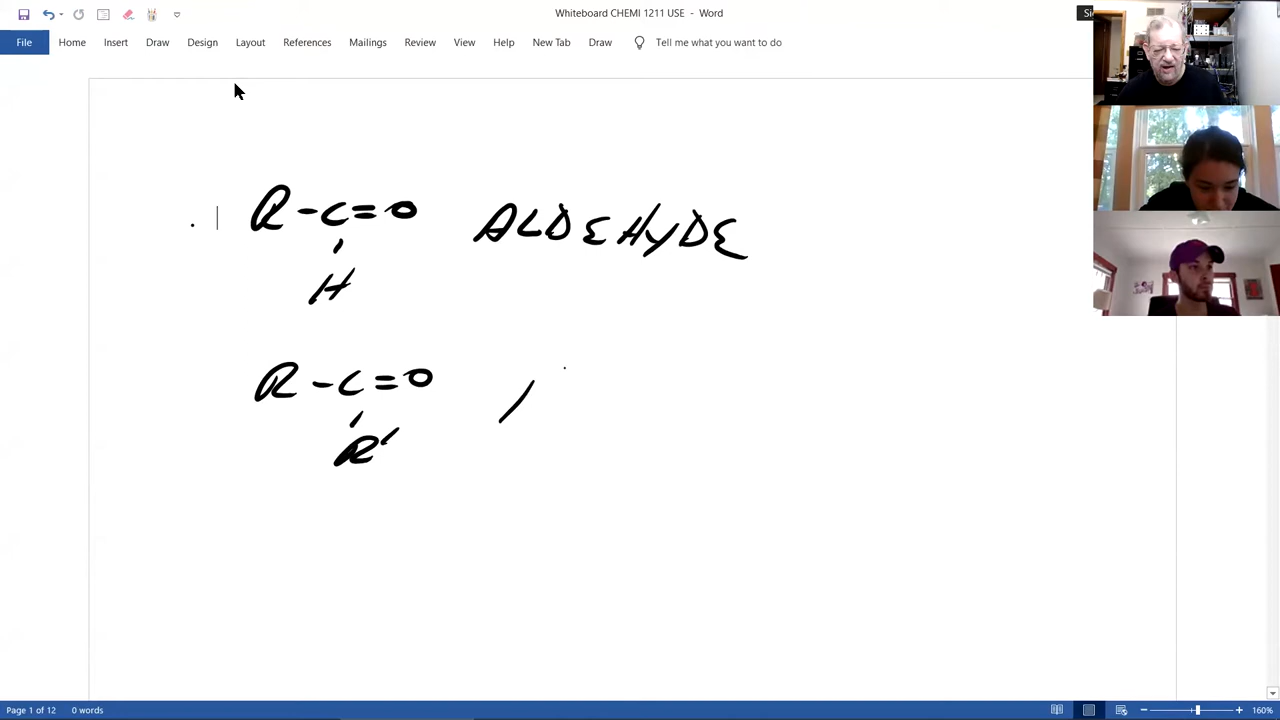 Whiteboard CHEMI 1211 USE - Word
File Home Insert Draw Design Layout References Mailings Review View Help New Tab Draw Tell me what you want to do
R-C=O ALDEHYDE
H
R-C=O
R'
Page 1 of 12 0 words 160%